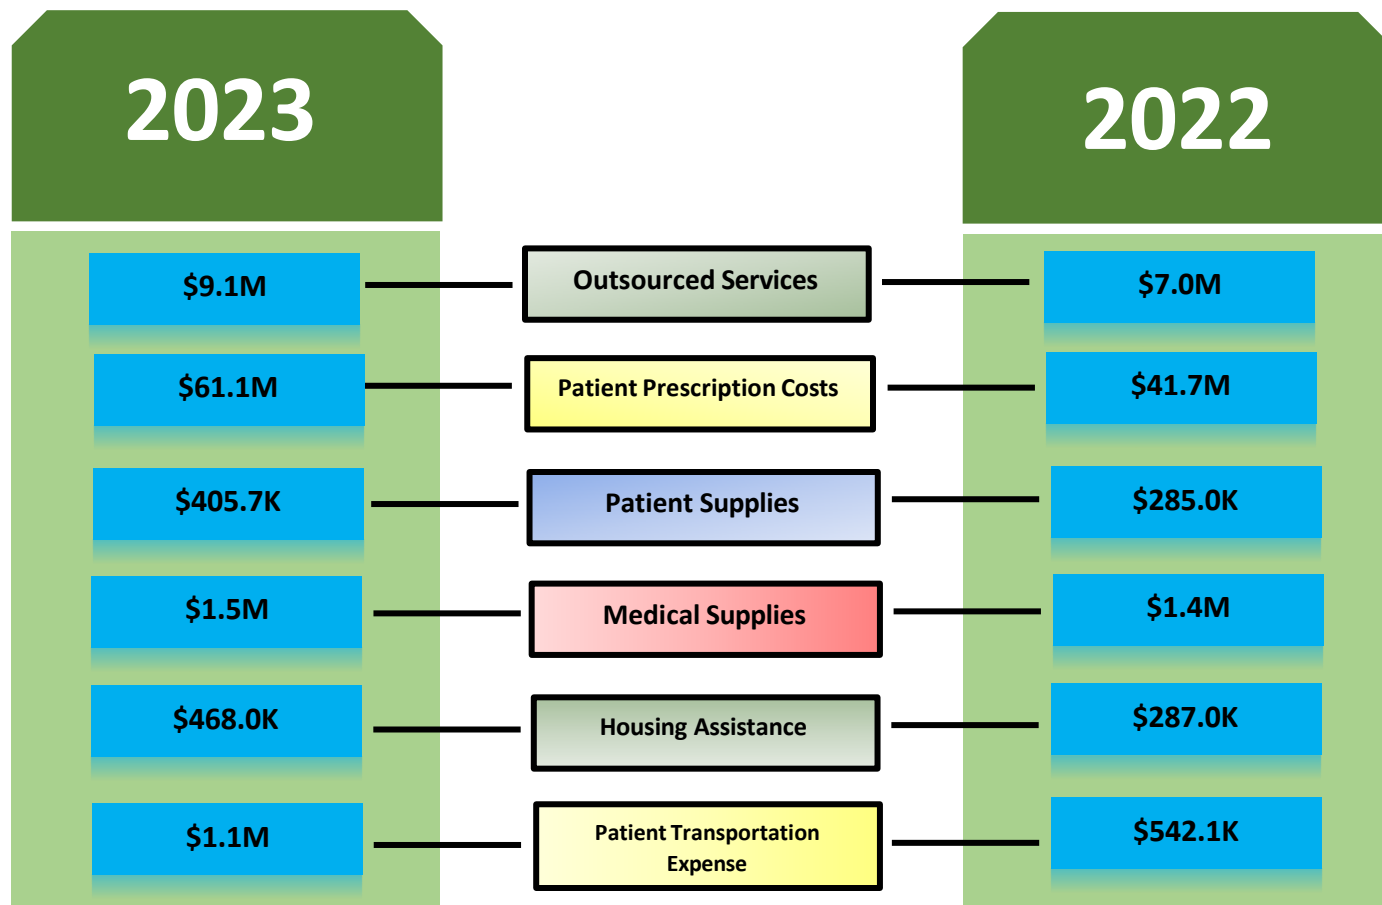 2023
2022
$9.1M
Outsourced Services
$7.0M
$61.1M
Patient Prescription Costs
$41.7M
$405.7K
Patient Supplies
$285.0K
$1.5M
Medical Supplies
$1.4M
$468.0K
Housing Assistance
$287.0K
$1.1M
Patient Transportation
Expense
$542.1K